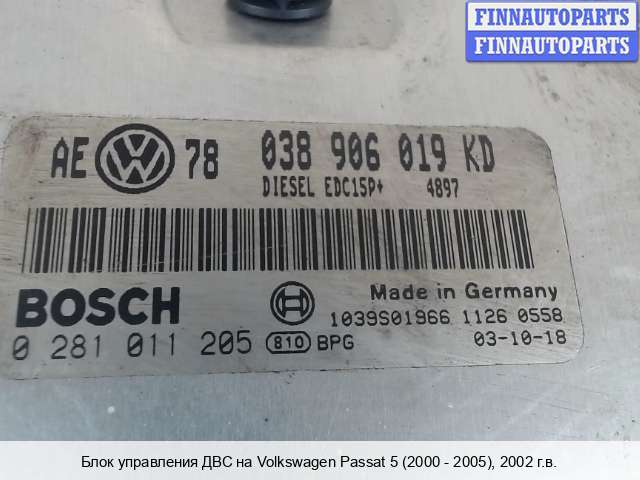 FINNAUTOPARTS
FINNAUTOPARTS
AE VW 78 038 906 019 KD
DIESEL EDC15P+ 4897
BOSCH Made in Germany
1039S01966 1126 0558
0 281 011 205 810 BPG 03-10-18
Блок управления ДВС на Volkswagen Passat 5 (2000 - 2005), 2002 г.в.